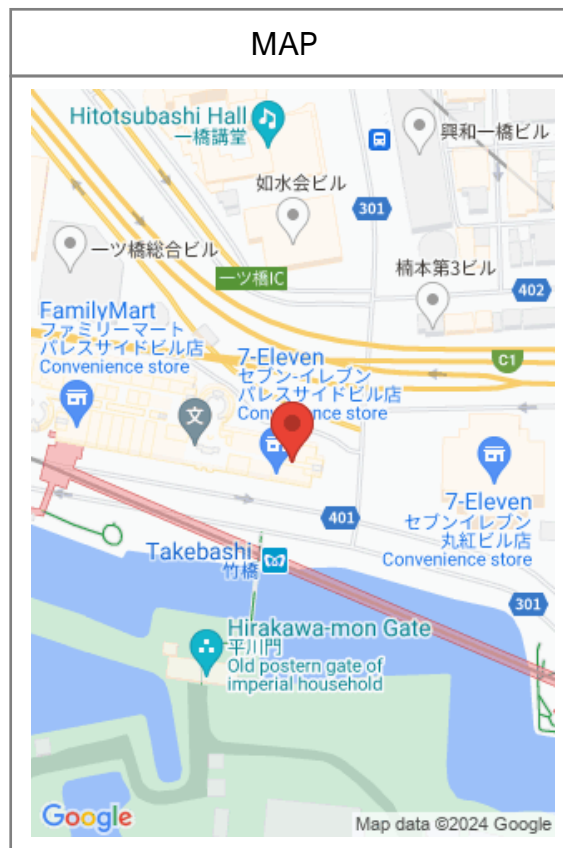 MAP
Hitotsubashi Hall
一橋講堂
興和一橋ビル
如水会ビル
301
一ツ橋総合ビル
一ツ橋IC
楠本第3ビル
402
FamilyMart
ファミリーマート
パレスサイドビル店
Convenience store
7-Eleven
セブン-イレブン
パレスサイドビル店
Convenience store
C1
文
7-Eleven
セブンイレブン
丸紅ビル店
Convenience store
401
Takebashi
竹橋
301
Hirakawa-mon Gate
平川門
Old postern gate of
imperial household
Google
Map data ©2024 Google